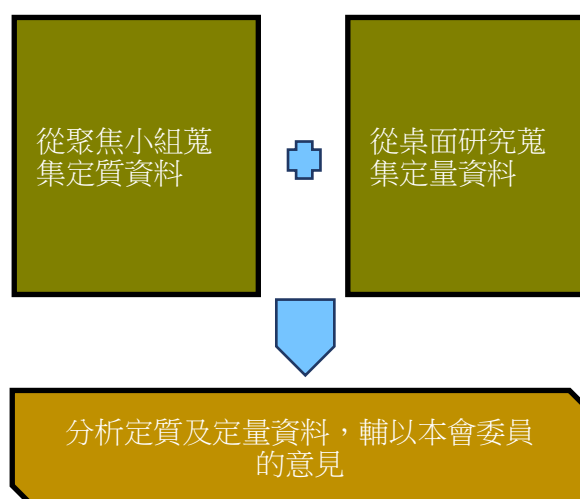 從聚焦小組蒐
集定質資料
從桌面研究蒐
集定量資料
分析定質及定量資料，輔以本會委員
的意見